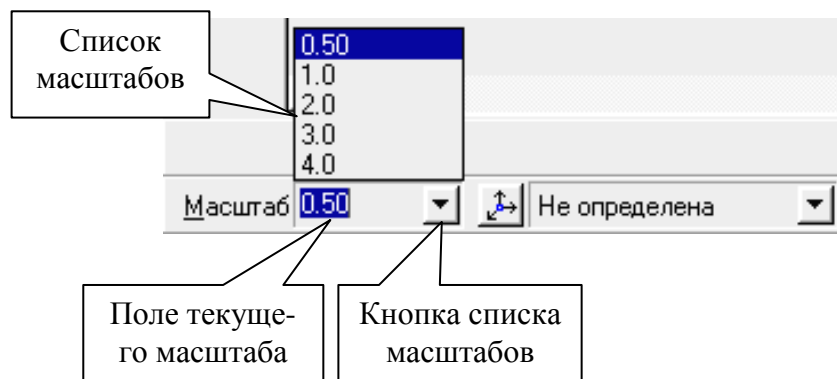 Список
масштабов
0.50
1.0
2.0
3.0
4.0
Масштаб 0.50 Не определена
Поле текуще-
го масштаба
Кнопка списка
масштабов